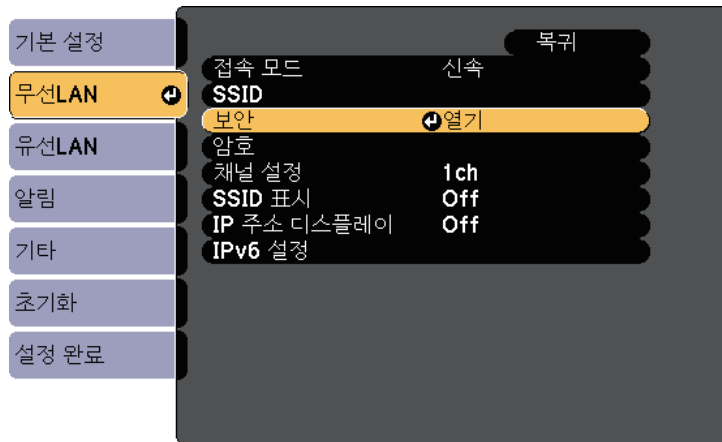 기본 설정
무선LAN
유선LAN
알림
기타
초기화
설정 완료
복귀
접속 모드 신속
SSID
보안 열기
암호
채널 설정 1ch
SSID 표시 Off
IP 주소 디스플레이 Off
IPv6 설정